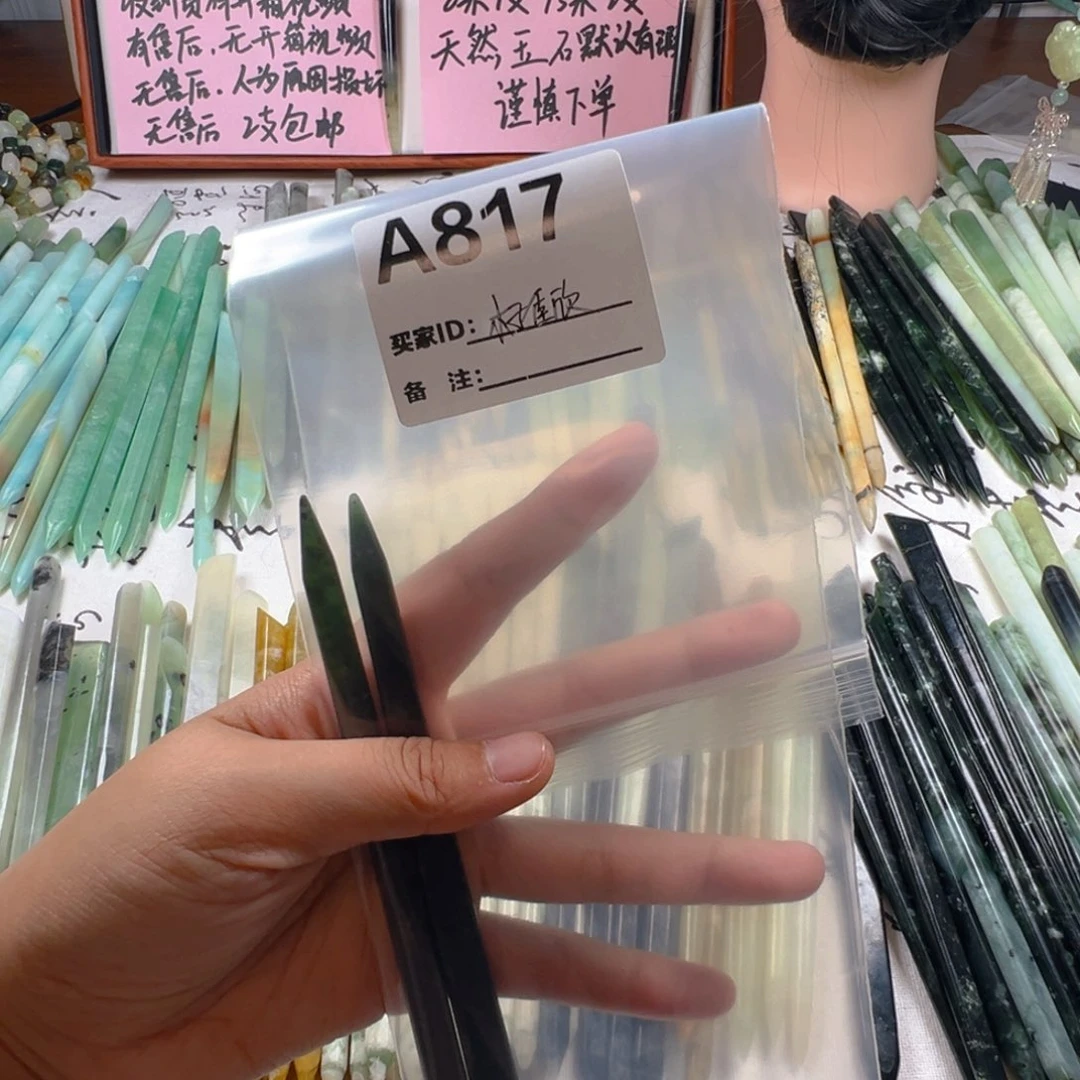 有售后,无开箱视频
无售后,人为原因损坏
无售后 2支包邮
天然玉石默认有瑕
谨慎下单
A817
买家ID:
备 注: